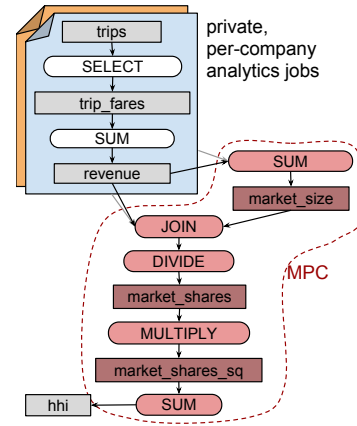 trips
private,
per-company
analytics jobs
SELECT
trip_fares
SUM
revenue
SUM
market_size
JOIN
DIVIDE
MPC
market_shares
MULTIPLY
market_shares_sq
hhi
SUM